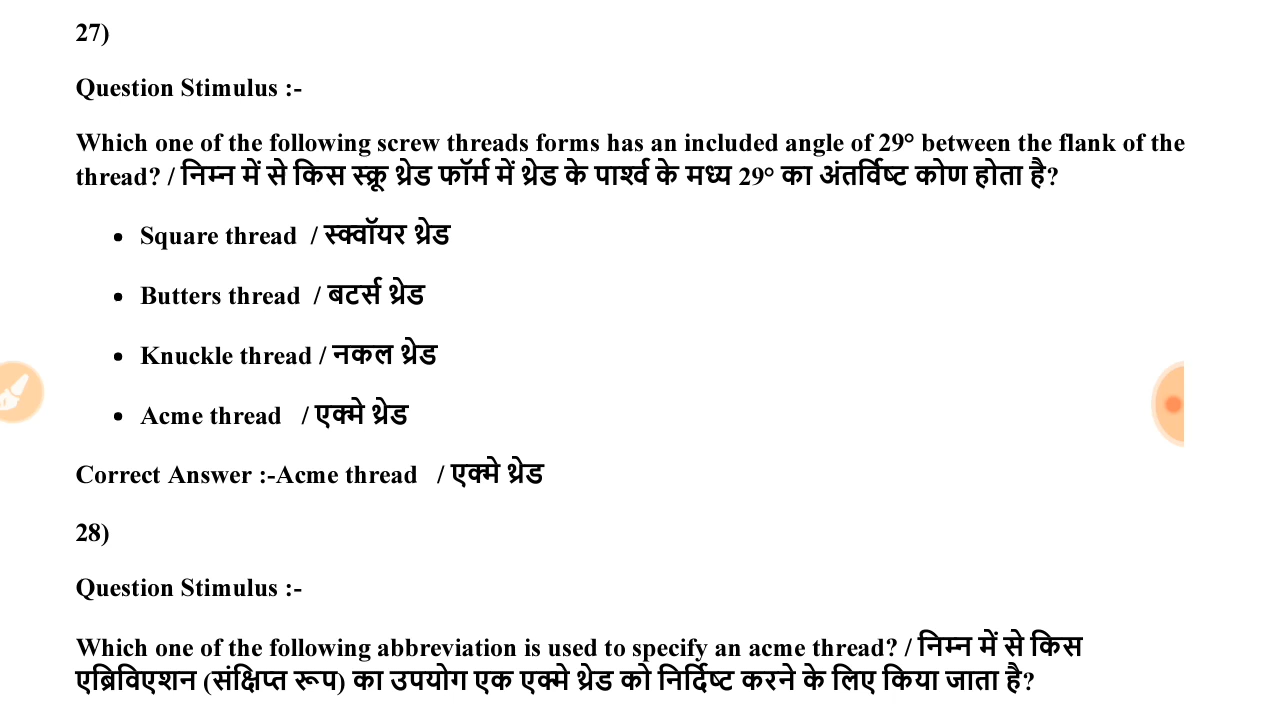 27)
Question Stimulus :-
Which one of the following screw threads forms has an included angle of 29° between the flank of the
thread? / निम्न में से किस स्क्रू थ्रेड फॉर्म में थ्रेड के पार्श्व के मध्य 29° का अंतर्विष्ट कोण होता है?
• Square thread / स्क्वॉयर थ्रेड
• Butters thread / बटर्स थ्रेड
• Knuckle thread / नकल थ्रेड
• Acme thread / एक्मे थ्रेड
Correct Answer :-Acme thread / एक्मे थ्रेड
28)
Question Stimulus :-
Which one of the following abbreviation is used to specify an acme thread? / निम्न में से किस
एब्रिविएशन (संक्षिप्त रूप) का उपयोग एक एक्मे थ्रेड को निर्दिष्ट करने के लिए किया जाता है?